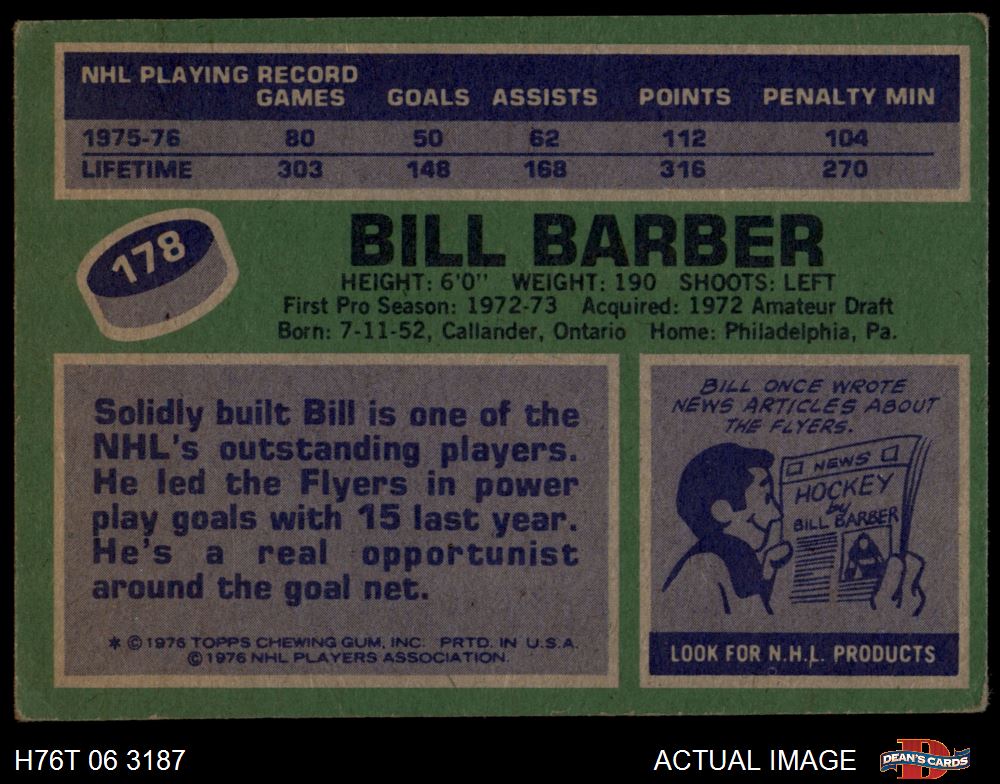 NHL PLAYING RECORD
GAMES GOALS ASSISTS POINTS PENALTY MIN
1975-76 80 50 62 112 104
LIFETIME 303 148 168 316 270
178
BILL BARBER
HEIGHT: 6'0" WEIGHT: 190 SHOOTS: LEFT
First Pro Season: 1972-73 Acquired: 1972 Amateur Draft
Born: 7-11-52, Callander, Ontario Home: Philadelphia, Pa.
Solidly built Bill is one of the
NHL's outstanding players.
He led the Flyers in power
play goals with 15 last year.
He's a real opportunist
around the goal net.
* © 1976 TOPPS CHEWING GUM, INC. PRTD. IN U.S.A.
© 1976 NHL PLAYERS ASSOCIATION.
BILL ONCE WROTE
NEWS ARTICLES ABOUT
THE FLYERS.
NEWS
HOCKEY
by
BILL BARBER
LOOK FOR N.H.L. PRODUCTS
H76T 06 3187
ACTUAL IMAGE
D
DEAN'S CARDS